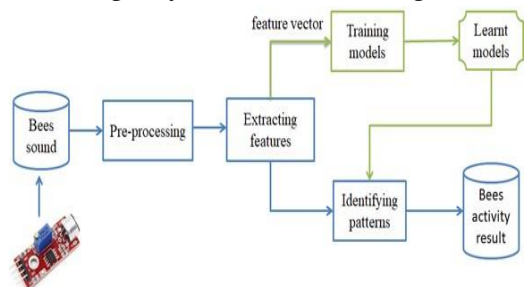 feature vector
Training
models
Learnt
models
Bees
sound
Pre-processing
Extracting
features
Identifying
patterns
Bees
activity
result